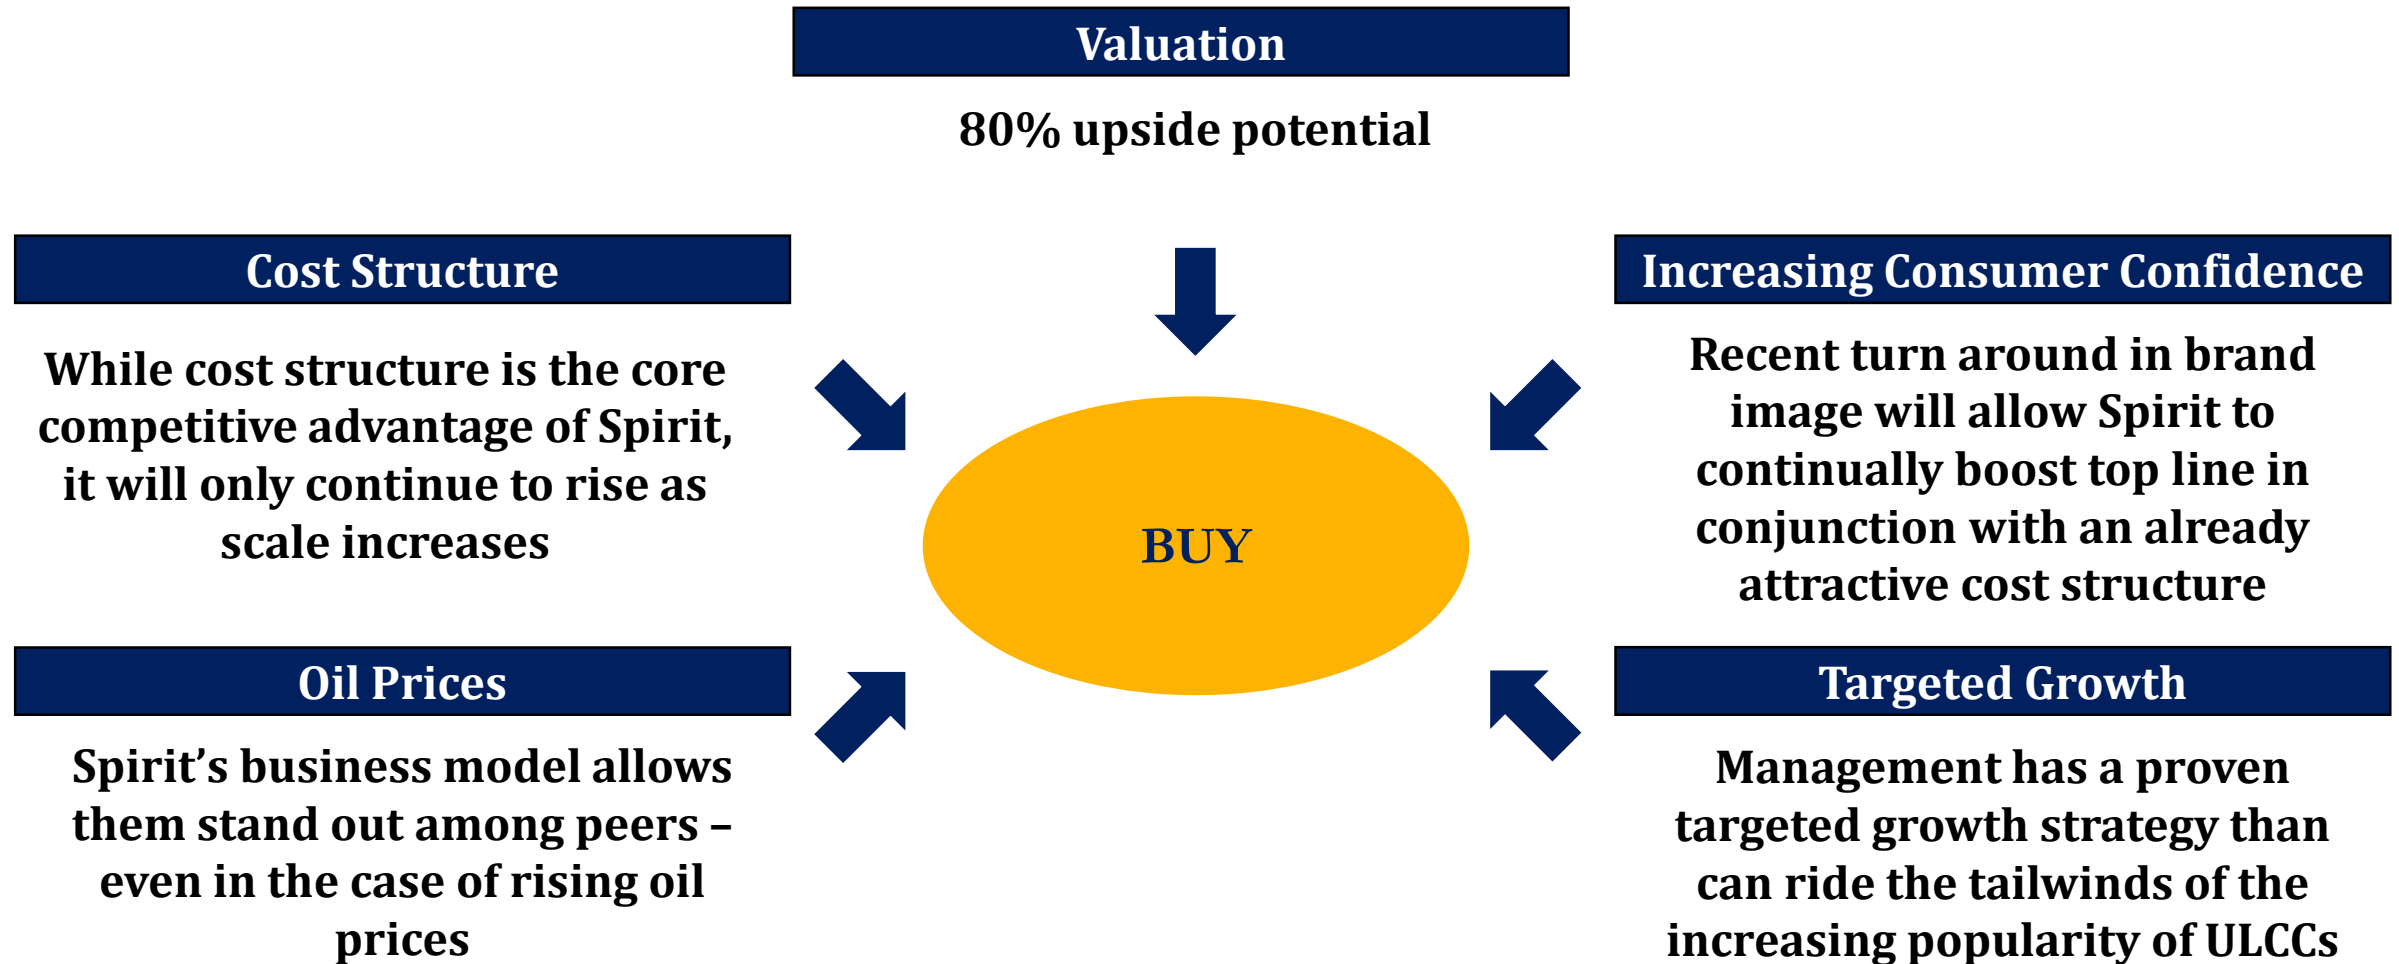 Valuation
80% upside potential
Cost Structure
While cost structure is the core
competitive advantage of Spirit,
it will only continue to rise as
scale increases
Increasing Consumer Confidence
Recent turn around in brand
image will allow Spirit to
continually boost top line in
conjunction with an already
attractive cost structure
BUY
Oil Prices
Spirit’s business model allows
them stand out among peers –
even in the case of rising oil
prices
Targeted Growth
Management has a proven
targeted growth strategy than
can ride the tailwinds of the
increasing popularity of ULCCs